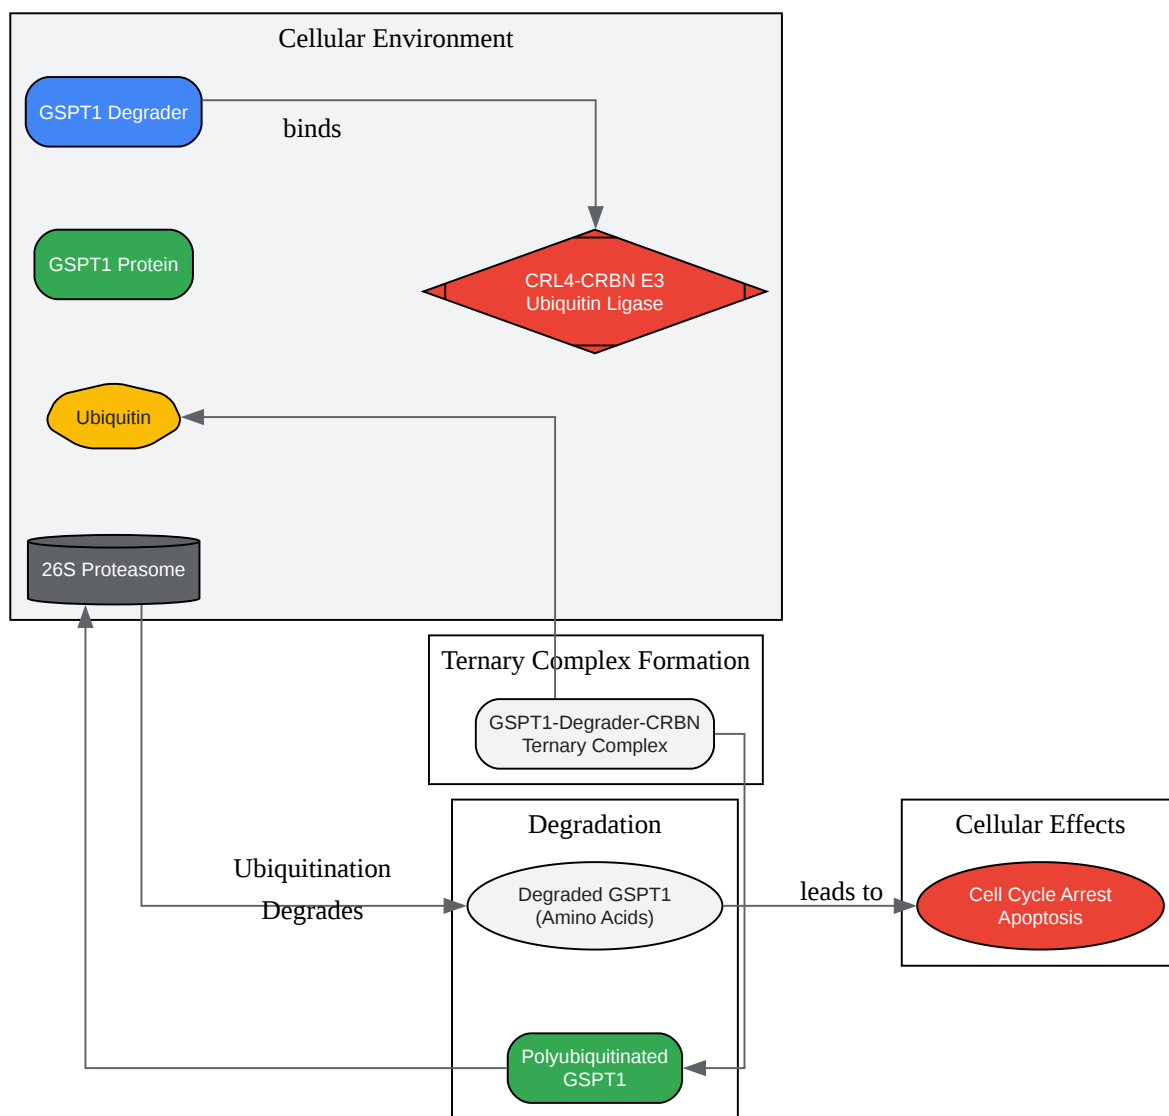 Cellular Environment
GSPT1 Degrader
binds
GSPT1 Protein
CRL4-CRBN E3
Ubiquitin Ligase
Ubiquitin
26S Proteasome
Ternary Complex Formation
GSPT1-Degrader-CRBN
Ternary Complex
Degradation
Cellular Effects
Ubiquitination
Degrades
Degraded GSPT1
(Amino Acids)
leads to
Cell Cycle Arrest
Apoptosis
Polyubiquitinated
GSPT1